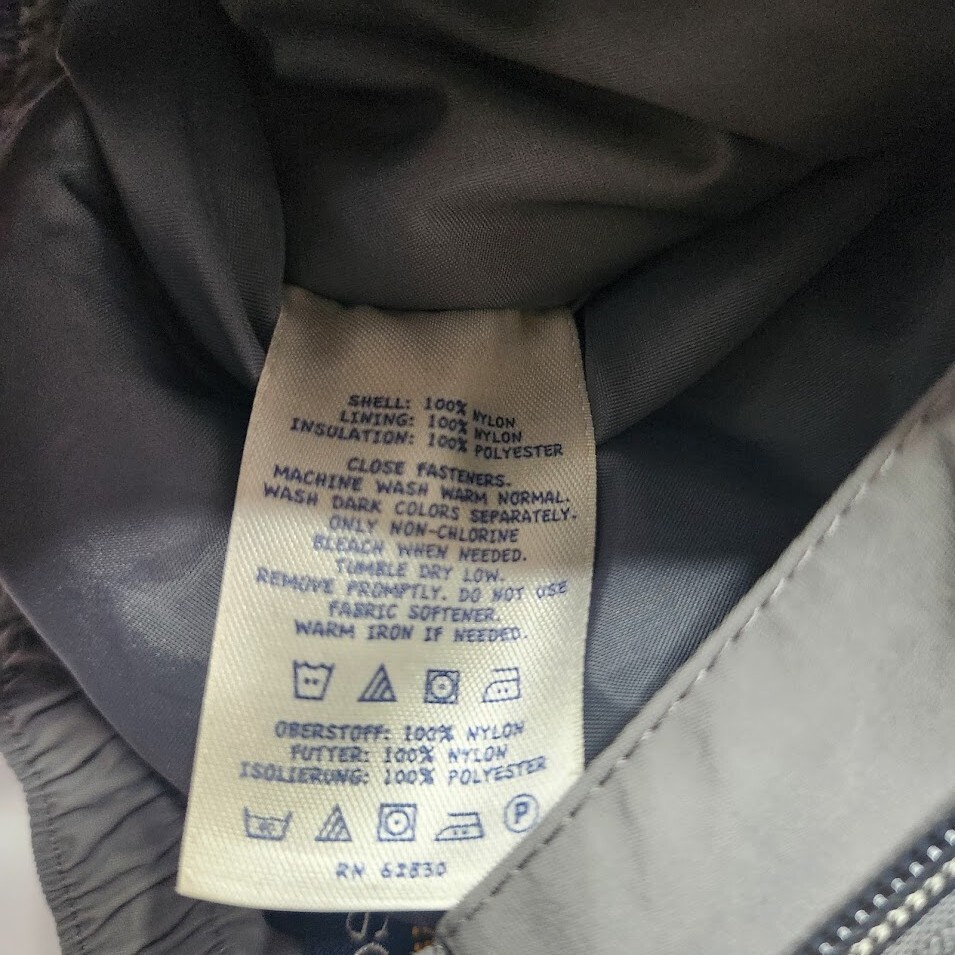 SHELL: 100% NYLON
LINING: 100% NYLON
INSULATION: 100% POLYESTER
CLOSE FASTENERS.
MACHINE WASH WARM NORMAL.
WASH DARK COLORS SEPARATELY.
ONLY NON-CHLORINE
BLEACH WHEN NEEDED.
TUMBLE DRY LOW.
REMOVE PROMPTLY. DO NOT USE
FABRIC SOFTENER.
WARM IRON IF NEEDED.
OBERSTOFF: 100% NYLON
FUTTER: 100% NYLON
ISOLIERUNG: 100% POLYESTER
P
RN 62830